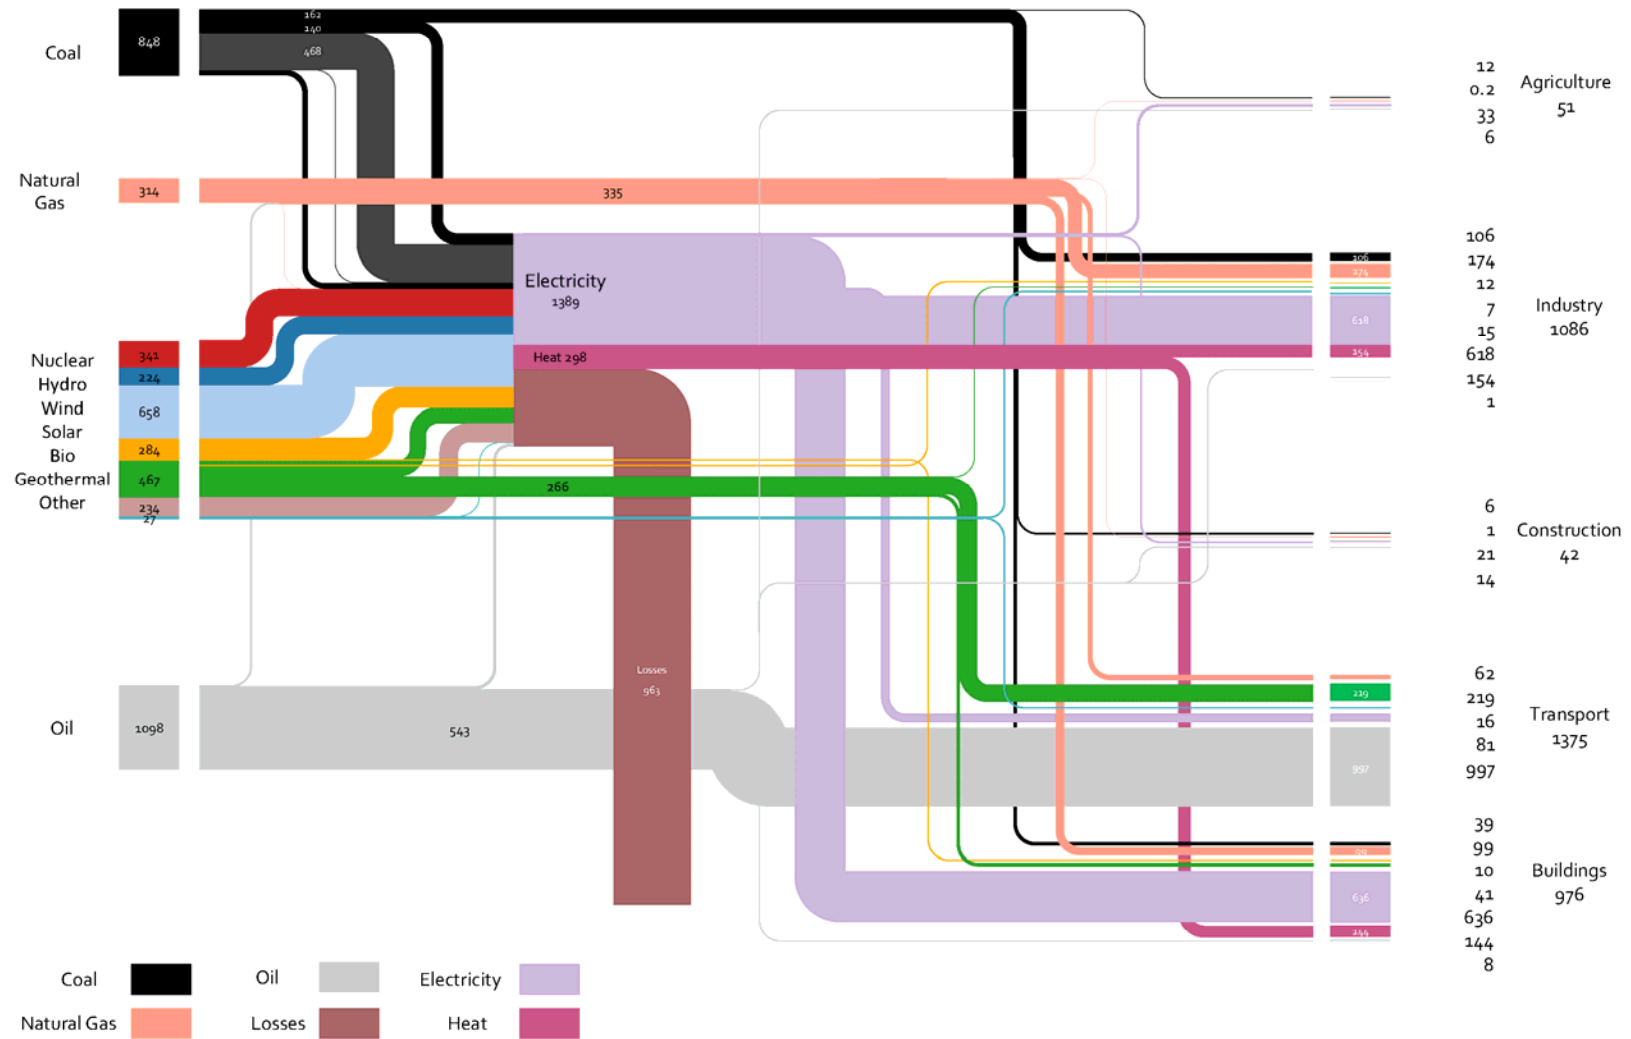 Coal
848
162
140
468
Natural
Gas
314
335
Electricity
1389
Heat 298
Nuclear
Hydro
Wind
Solar
Bio
Geothermal
Other
341
224
658
284
467
234
27
266
Losses
963
Oil
1098
543
12
0.2
33
6
Agriculture
51
106
174
618
154
106
174
12
7
15
618
154
1
Industry
1086
6
1
21
14
Construction
42
219
997
62
219
16
81
997
Transport
1375
99
636
144
39
99
10
41
636
144
8
Buildings
976
Coal
Oil
Electricity
Natural Gas
Losses
Heat